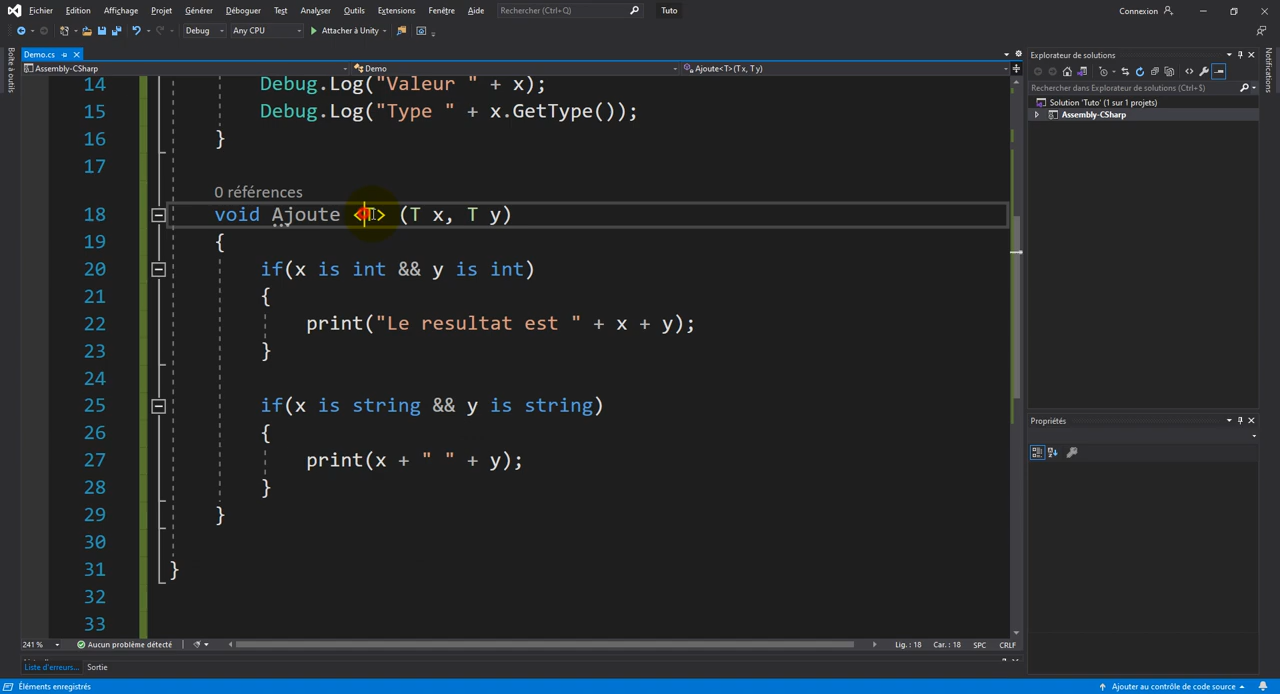 Fichier Edition Affichage Projet Générer Déboguer Test Analyser Outils Extensions Fenêtre Aide Rechercher (Ctrl+Q) Tuto Connexion
Debug Any CPU Attacher à Unity
Boîte à outils
Demo.cs
Assembly-CSharp Demo Ajoute<T>(T x, T y)
14 Debug.Log("Valeur " + x);
15 Debug.Log("Type " + x.GetType());
16 }
17
0 références
18 void Ajoute <T> (T x, T y)
19 {
20 if(x is int && y is int)
21 {
22 print("Le resultat est " + x + y);
23 }
24
25 if(x is string && y is string)
26 {
27 print(x + " " + y);
28 }
29 }
30
31 }
32
33
241 % Aucun problème détecté Lig. : 18 Car. : 18 SPC CRLF
Liste d'erreurs... Sortie
Éléments enregistrés Ajouter au contrôle de code source
Explorateur de solutions
Rechercher dans Explorateur de solutions (Ctrl+$)
Solution 'Tuto' (1 sur 1 projets)
Assembly-CSharp
Propriétés
Notifications